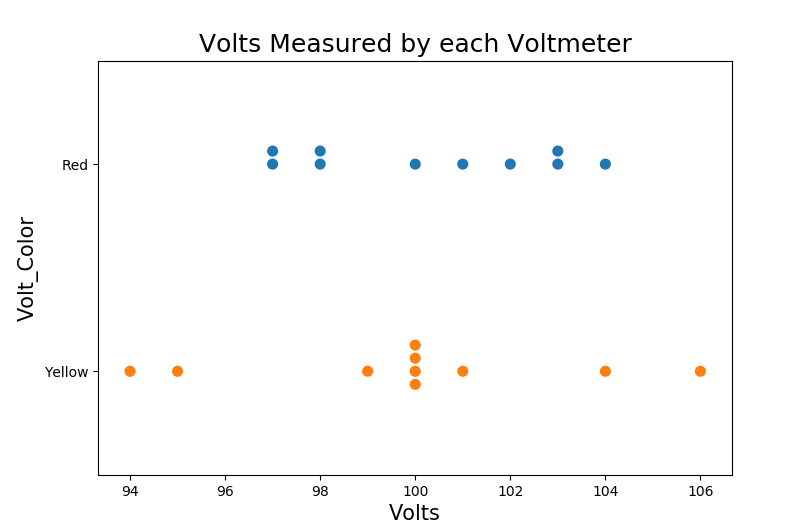 Volts Measured by each Voltmeter
Volt_Color
Red
Yellow
94 96 98 100 102 104 106
Volts